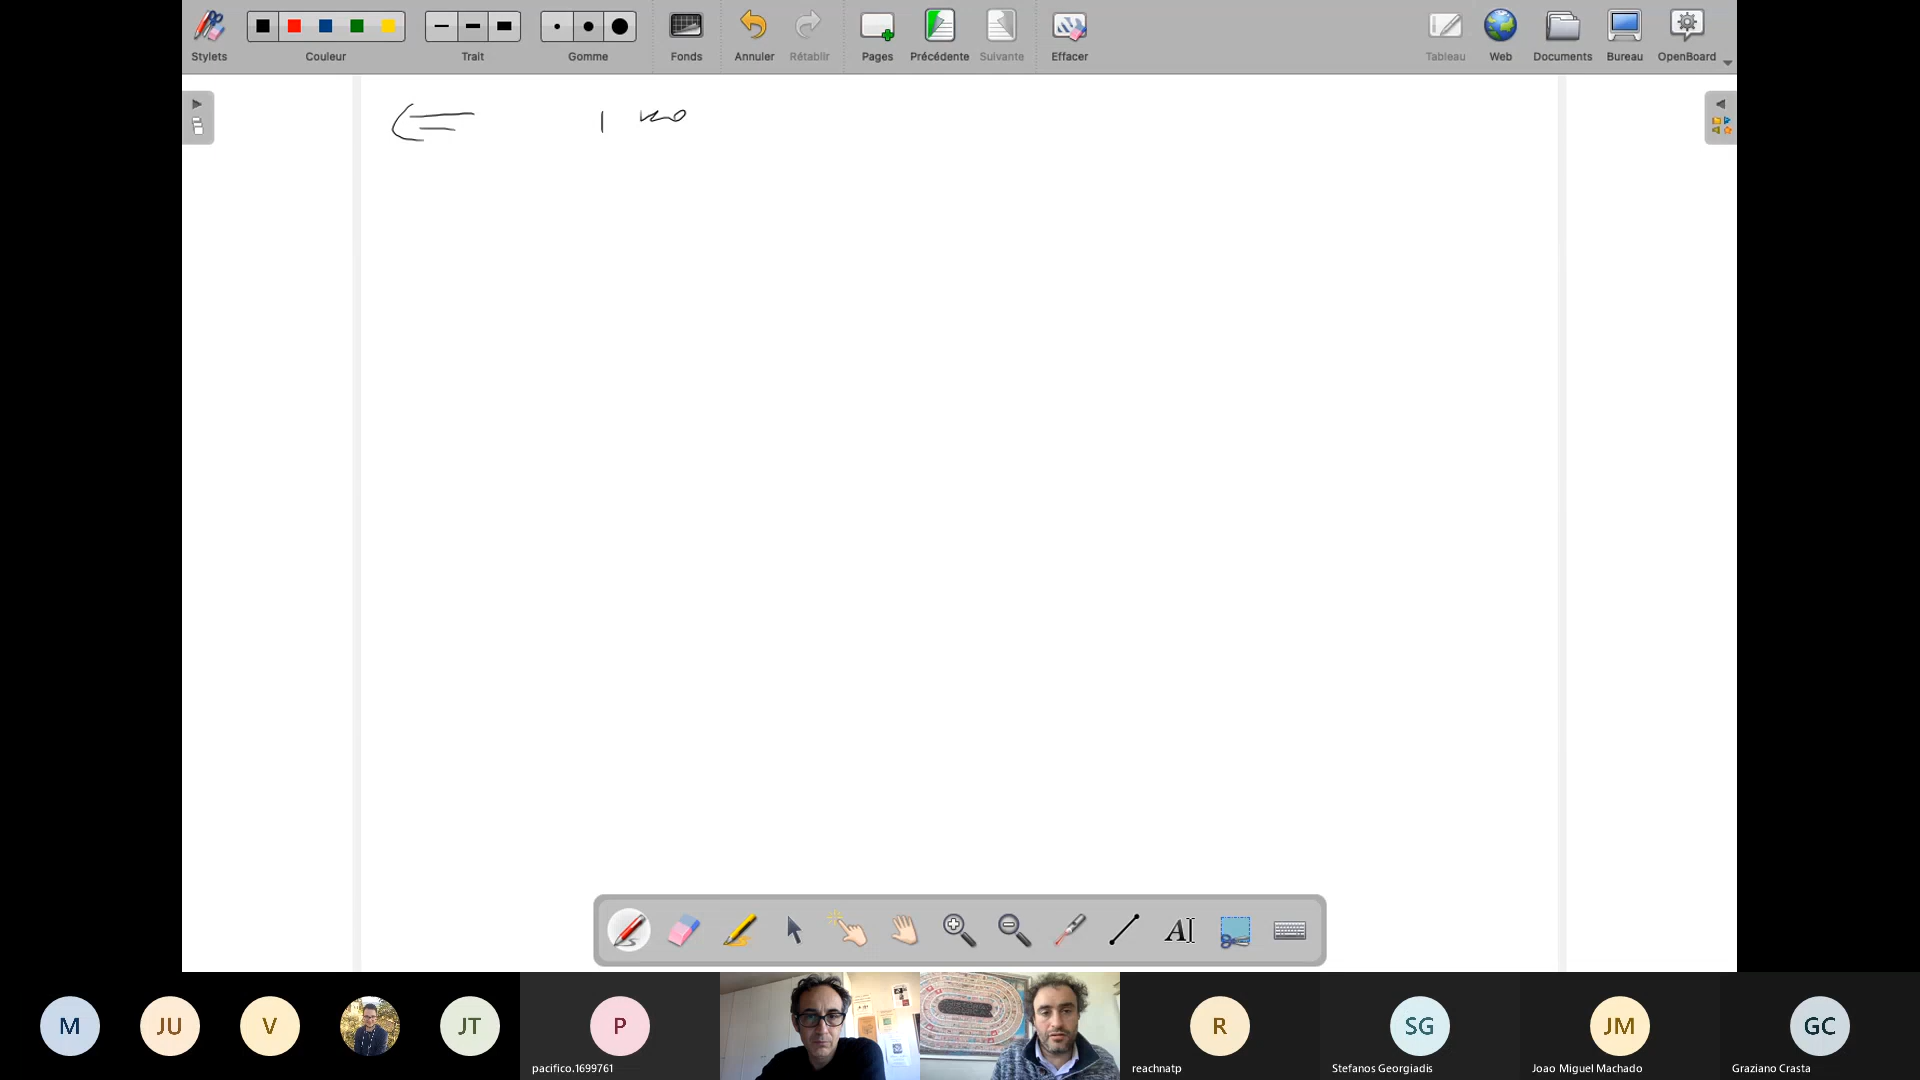 Stylets Couleur Trait Gomme Fonds Annuler Rétablir Pages Précédente Suivante Effacer Tableau Web Documents Bureau OpenBoard
A
M JU V JT P R SG JM GC
pacifico.1699761 reachnatp Stefanos Georgiadis Joao Miguel Machado Graziano Crasta